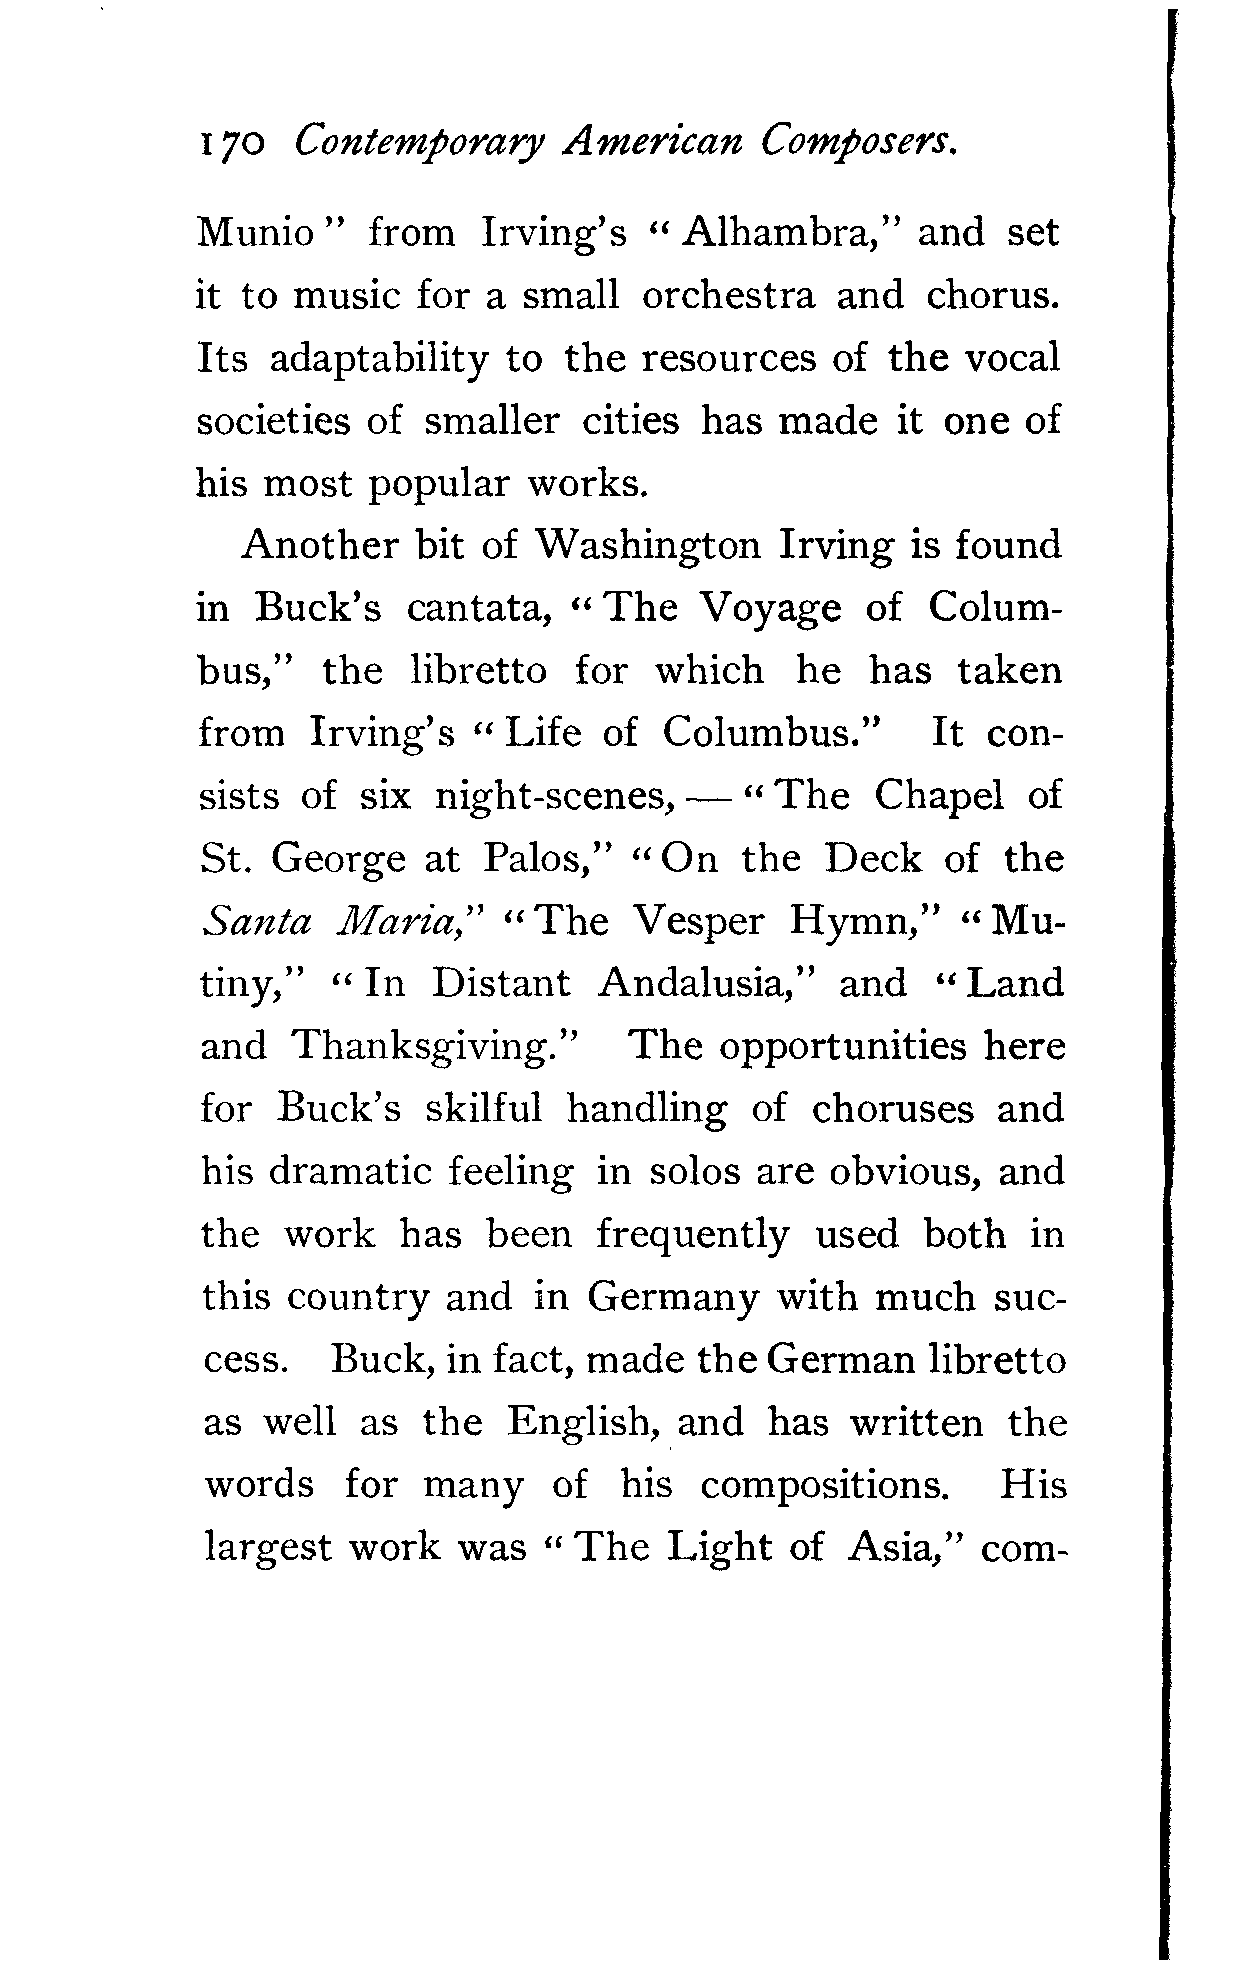 170 Contemporary American Composers.
Munio" from Irving's "Alhambra," and set
it to music for a small orchestra and chorus.
Its adaptability to the resources of the vocal
societies of smaller cities has made it one of
his most popular works.
Another bit of Washington Irving is found
in Buck's cantata, "The Voyage of Colum-
bus," the libretto for which he has taken
from Irving's "Life of Columbus." It con-
sists of six night-scenes, — "The Chapel of
St. George at Palos," "On the Deck of the
Santa Maria," "The Vesper Hymn," "Mu-
tiny," "In Distant Andalusia," and "Land
and Thanksgiving." The opportunities here
for Buck's skilful handling of choruses and
his dramatic feeling in solos are obvious, and
the work has been frequently used both in
this country and in Germany with much suc-
cess. Buck, in fact, made the German libretto
as well as the English, and has written the
words for many of his compositions. His
largest work was "The Light of Asia," com-